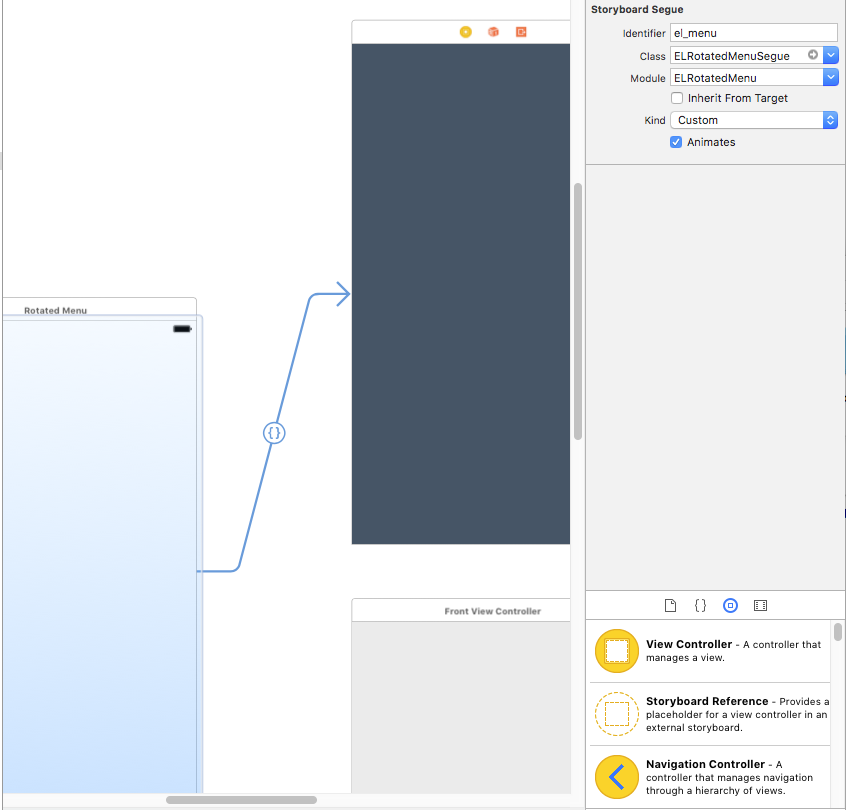 Storyboard Segue
Identifier el_menu
Class ELRotatedMenuSegue
Module ELRotatedMenu
Inherit From Target
Kind Custom
Animates
Rotated Menu
{}
Front View Controller
{}
View Controller - A controller that
manages a view.
Storyboard Reference - Provides a
placeholder for a view controller in an
external storyboard.
Navigation Controller - A
controller that manages navigation
through a hierarchy of views.